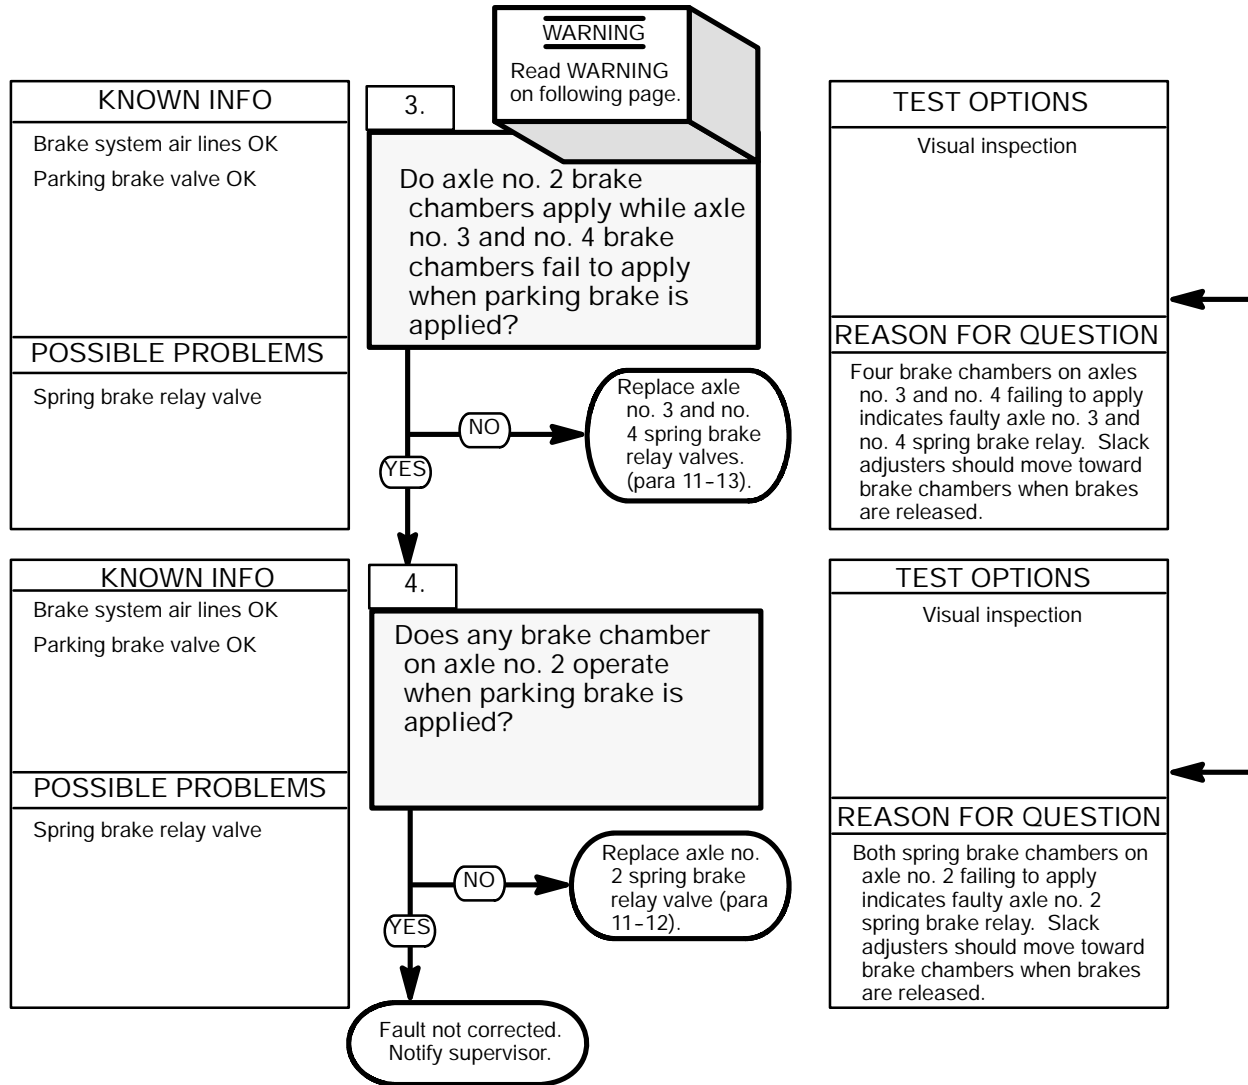 WARNING
Read WARNING
on following page.
KNOWN INFO
Brake system air lines OK
Parking brake valve OK
POSSIBLE PROBLEMS
Spring brake relay valve
3.
Do axle no. 2 brake
chambers apply while axle
no. 3 and no. 4 brake
chambers fail to apply
when parking brake is
applied?
TEST OPTIONS
Visual inspection
REASON FOR QUESTION
Four brake chambers on axles
no. 3 and no. 4 failing to apply
indicates faulty axle no. 3 and
no. 4 spring brake relay. Slack
adjusters should move toward
brake chambers when brakes
are released.
NO
Replace axle
no. 3 and no.
4 spring brake
relay valves.
(para 11-13).
YES
KNOWN INFO
Brake system air lines OK
Parking brake valve OK
POSSIBLE PROBLEMS
Spring brake relay valve
4.
Does any brake chamber
on axle no. 2 operate
when parking brake is
applied?
TEST OPTIONS
Visual inspection
REASON FOR QUESTION
Both spring brake chambers on
axle no. 2 failing to apply
indicates faulty axle no. 2
spring brake relay. Slack
adjusters should move toward
brake chambers when brakes
are released.
NO
Replace axle no.
2 spring brake
relay valve (para
11-12).
YES
Fault not corrected.
Notify supervisor.